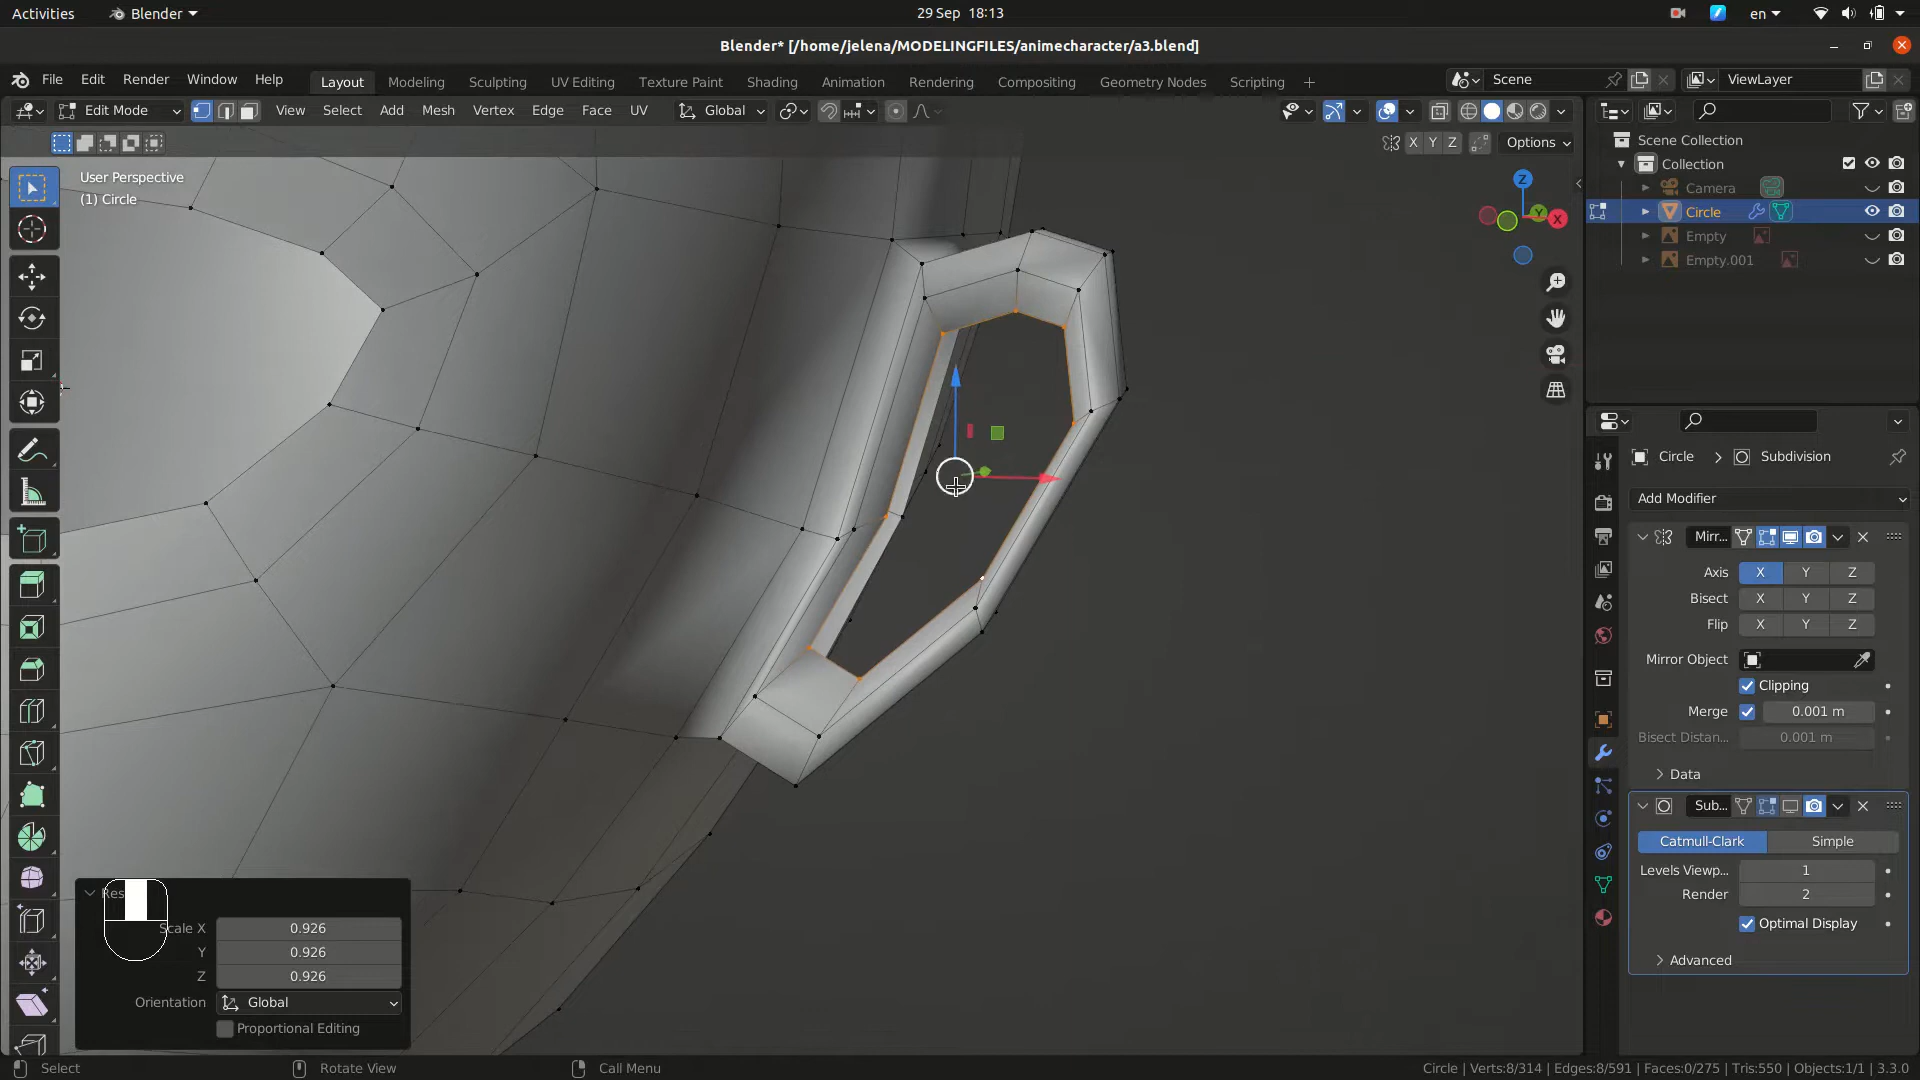 Activities Blender 29 Sep 18:13 en
Blender* [/home/jelena/MODELINGFILES/animecharacter/a3.blend]
File Edit Render Window Help Layout Modeling Sculpting UV Editing Texture Paint Shading Animation Rendering Compositing Geometry Nodes Scripting + Scene ViewLayer
Edit Mode View Select Add Mesh Vertex Edge Face UV Global
X Y Z Options
User Perspective
(1) Circle
Z
Y
X
Scene Collection
Collection
Camera
Circle
Empty
Empty.001
Circle > Subdivision
Add Modifier
Mirr...
Axis X Y Z
Bisect X Y Z
Flip X Y Z
Mirror Object
Clipping
Merge 0.001 m
Bisect Distan... 0.001 m
Data
Sub...
Catmull-Clark Simple
Levels Viewp... 1
Render 2
Optimal Display
Advanced
Res
Scale X 0.926
Y 0.926
Z 0.926
Orientation Global
Proportional Editing
Select Rotate View Call Menu Circle | Verts:8/314 | Edges:8/591 | Faces:0/275 | Tris:550 | Objects:1/1 | 3.3.0